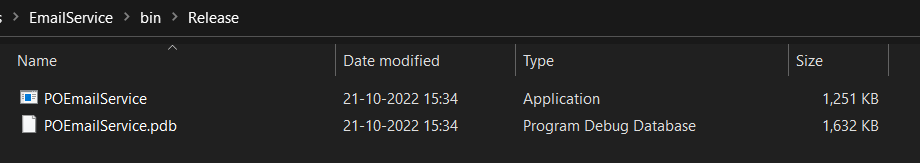 s > EmailService > bin > Release
Name Date modified Type Size
POEmailService 21-10-2022 15:34 Application 1,251 KB
POEmailService.pdb 21-10-2022 15:34 Program Debug Database 1,632 KB